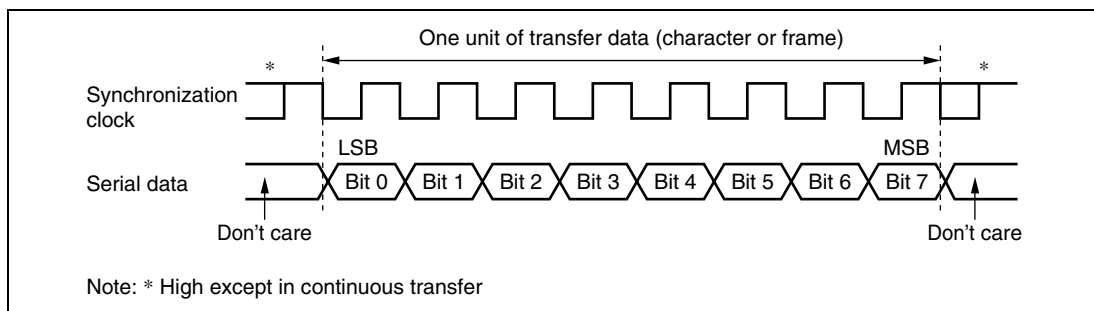 One unit of transfer data (character or frame)
* *
Synchronization
clock
LSB MSB
Serial data Bit 0 Bit 1 Bit 2 Bit 3 Bit 4 Bit 5 Bit 6 Bit 7
Don't care Don't care
Note: * High except in continuous transfer